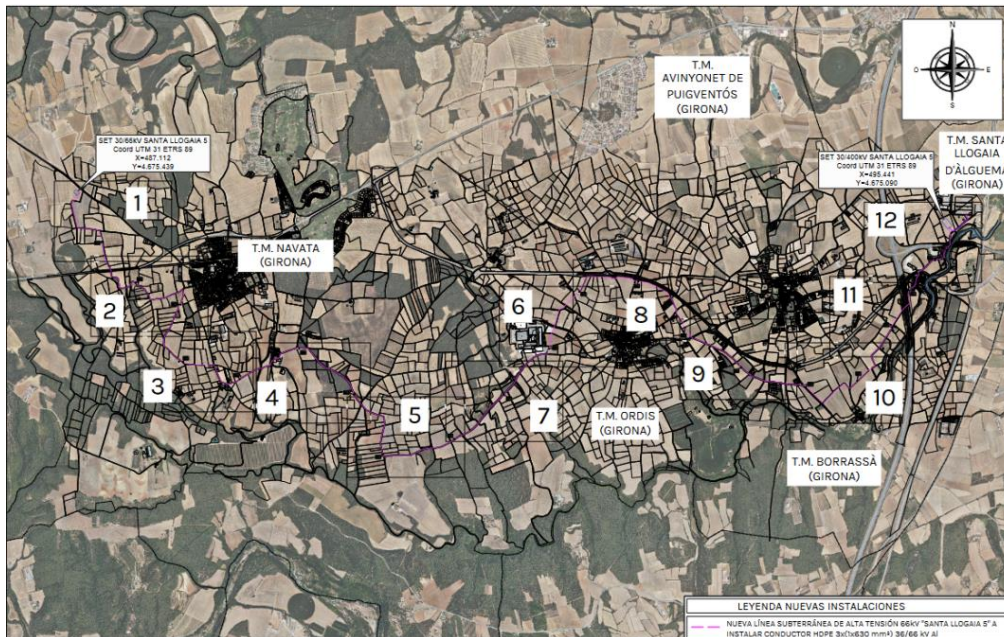 N
O
E
S
T.M.
AVINYONET DE
PUIGVENTÓS
(GIRONA)
SET 30/66kV SANTA LLOGAIA 5
Coord UTM 31 ETRS 89
X=487.112
Y=4.675.439
T.M. SANTA
LLOGAIA
D'ÀLGUEMA
(GIRONA)
SET 30/400kV SANTA LLOGAIA 5
Coord UTM 31 ETRS 89
X=495.441
Y=4.675.090
1
12
T.M. NAVATA
(GIRONA)
2
6
8
11
3
4
5
7
9
10
T.M. ORDIS
(GIRONA)
T.M. BORRASSÀ
(GIRONA)
LEYENDA NUEVAS INSTALACIONES
NUEVA LÍNEA SUBTERRÁNEA DE ALTA TENSIÓN 66kV "SANTA LLOGAIA 5" A
INSTALAR CONDUCTOR HDPE 3x(1x630 mm²) 36/66 kV Al